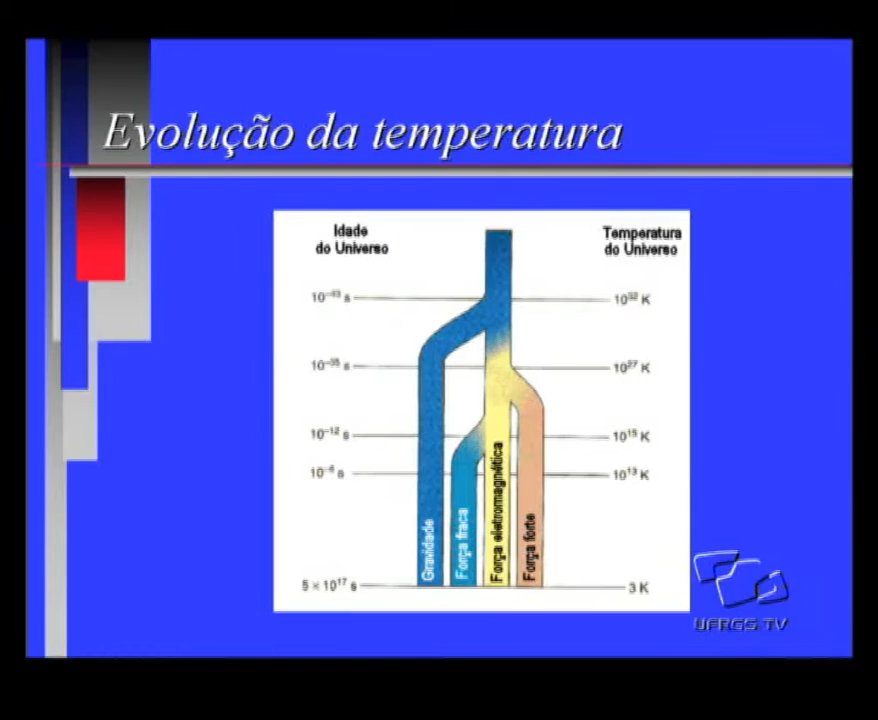 Evolução da temperatura
Idade
do Universo
Temperatura
do Universo
10⁻⁴³ s
10³² K
10⁻³⁵ s
10²⁷ K
10⁻¹² s
10¹⁵ K
10⁻⁶ s
10¹³ K
Gravidade
Força fraca
Força eletromagnética
Força forte
5 × 10¹⁷ s
3 K
UFRGS TV